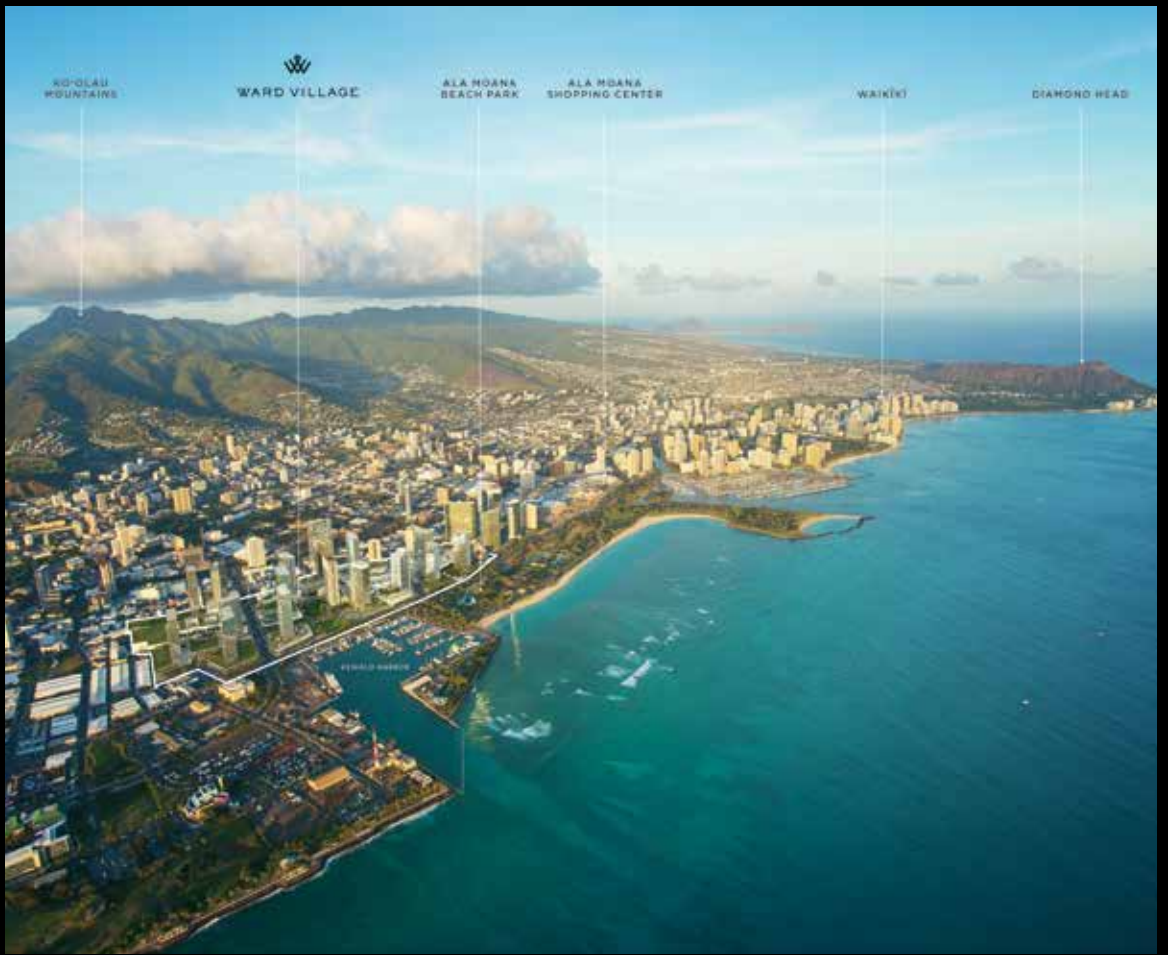 KO'OLAU
MOUNTAINS
WARD VILLAGE
ALA MOANA
BEACH PARK
ALA MOANA
SHOPPING CENTER
WAIKĪKĪ
DIAMOND HEAD
KEWALO HARBOR